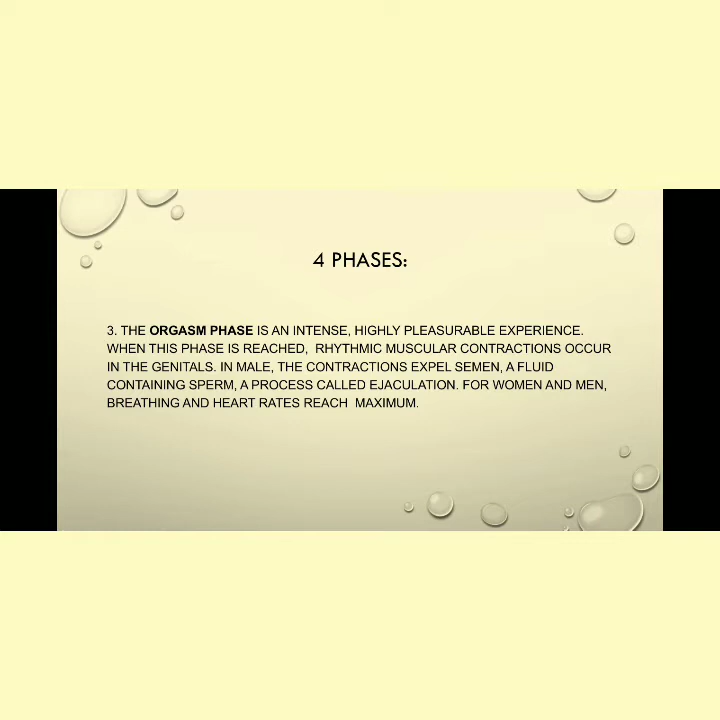 4 PHASES:
3. THE ORGASM PHASE IS AN INTENSE, HIGHLY PLEASURABLE EXPERIENCE.
WHEN THIS PHASE IS REACHED,  RHYTHMIC MUSCULAR CONTRACTIONS OCCUR
IN THE GENITALS. IN MALE, THE CONTRACTIONS EXPEL SEMEN, A FLUID
CONTAINING SPERM, A PROCESS CALLED EJACULATION. FOR WOMEN AND MEN,
BREATHING AND HEART RATES REACH  MAXIMUM.